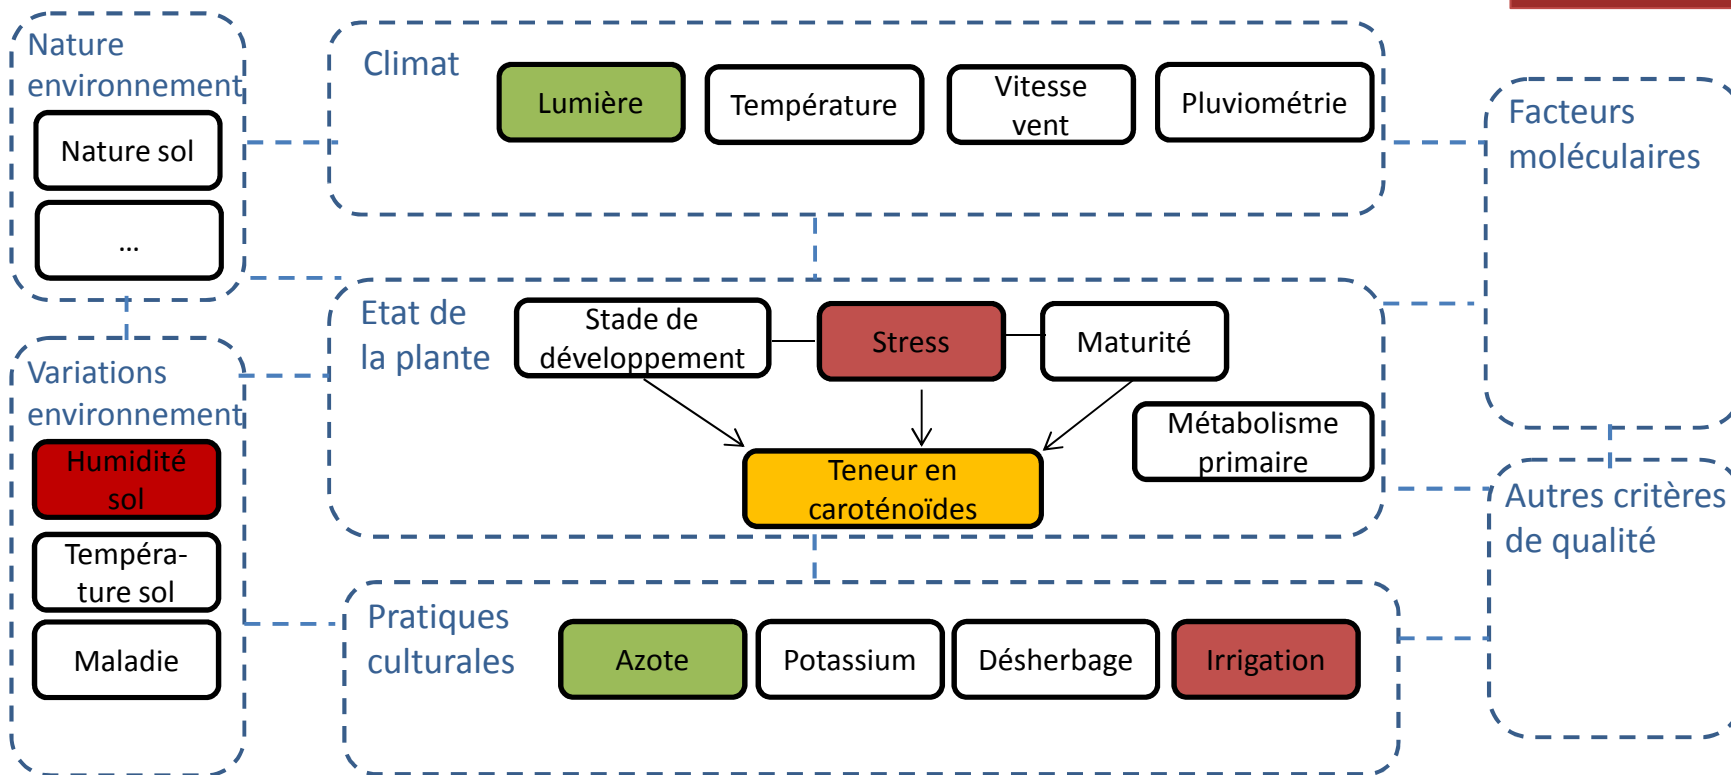 Nature
environnement
Nature sol
...
Climat
Lumière
Température
Vitesse
vent
Pluviométrie
Facteurs
moléculaires
Etat de
la plante
Stade de
développement
Stress
Maturité
Métabolisme
primaire
Teneur en
caroténoïdes
Variations
environnement
Humidité
sol
Tempéra-
ture sol
Maladie
Autres critères
de qualité
Pratiques
culturales
Azote
Potassium
Désherbage
Irrigation